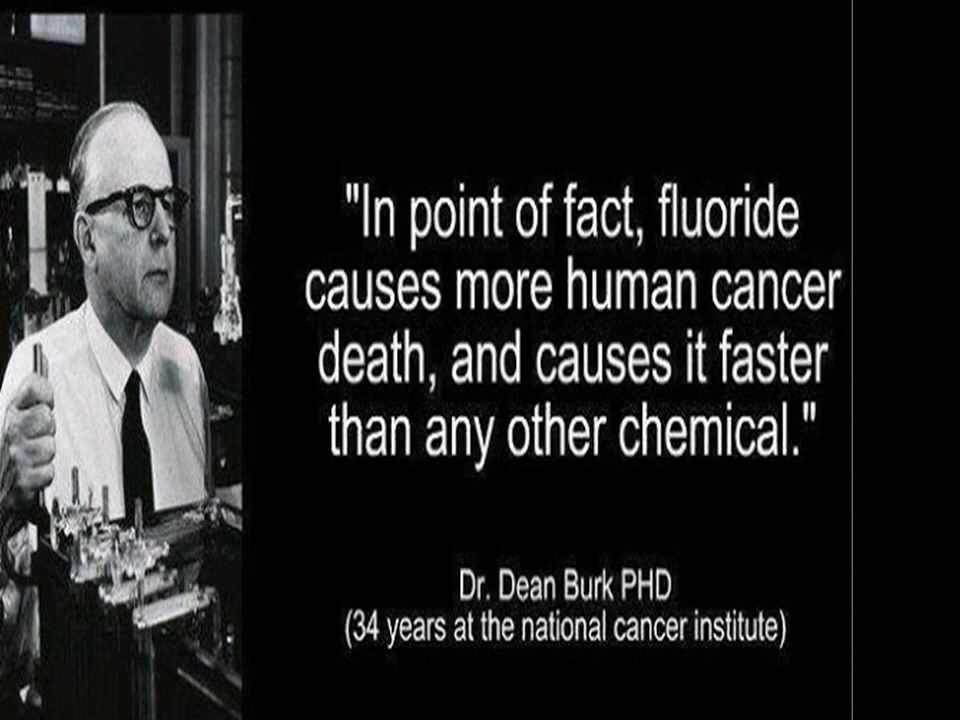 "In point of fact, fluoride
causes more human cancer
death, and causes it faster
than any other chemical."
Dr. Dean Burk PHD
(34 years at the national cancer institute)